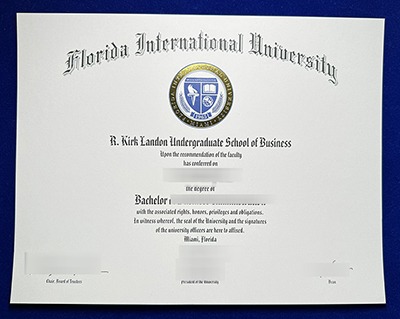 Florida International University
R. Kirk Landon Undergraduate School of Business
Upon the recommendation of the faculty
has conferred on
the degree of
Bachelor
with the associated rights, honors, privileges and obligations.
In witness whereof, the seal of the University and the signatures
of the university officers are here to affixed.
Miami, Florida
Chair, Board of Trustees
President of the University
Dean